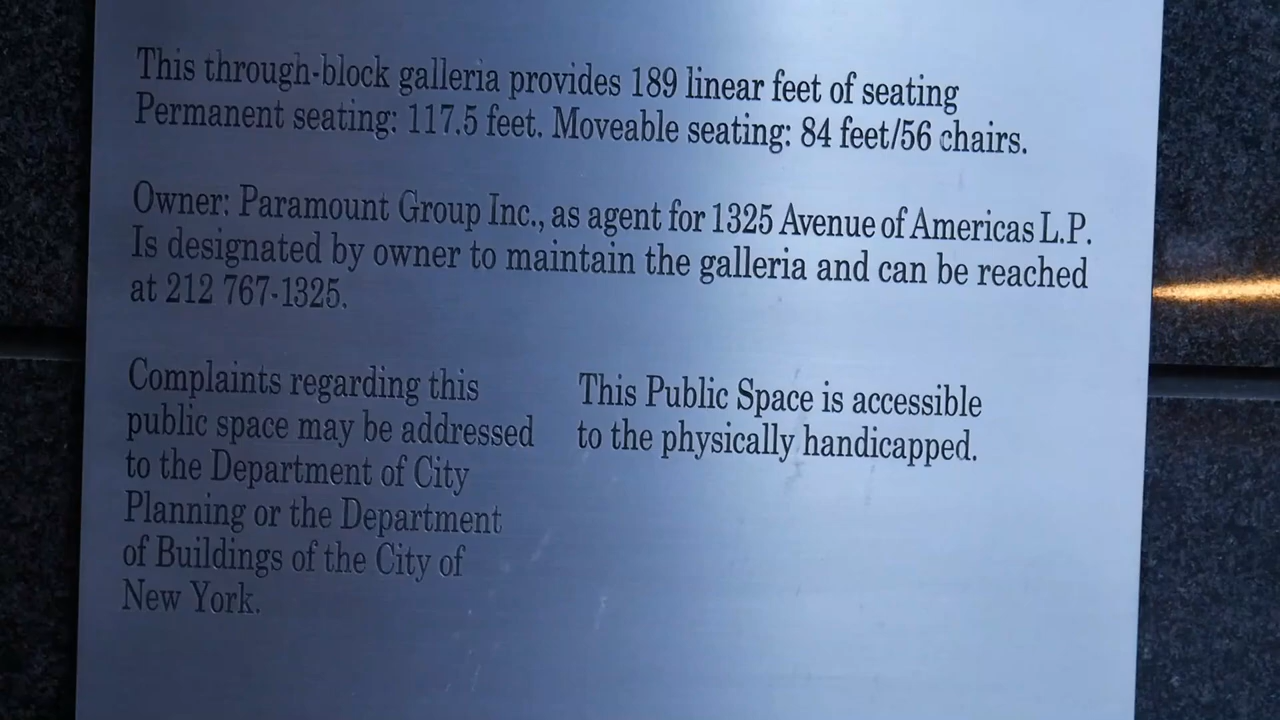 This through-block galleria provides 189 linear feet of seating
Permanent seating: 117.5 feet. Moveable seating: 84 feet/56 chairs.
Owner: Paramount Group Inc., as agent for 1325 Avenue of Americas L.P.
Is designated by owner to maintain the galleria and can be reached
at 212 767-1325.
Complaints regarding this
public space may be addressed
to the Department of City
Planning or the Department
of Buildings of the City of
New York.
This Public Space is accessible
to the physically handicapped.